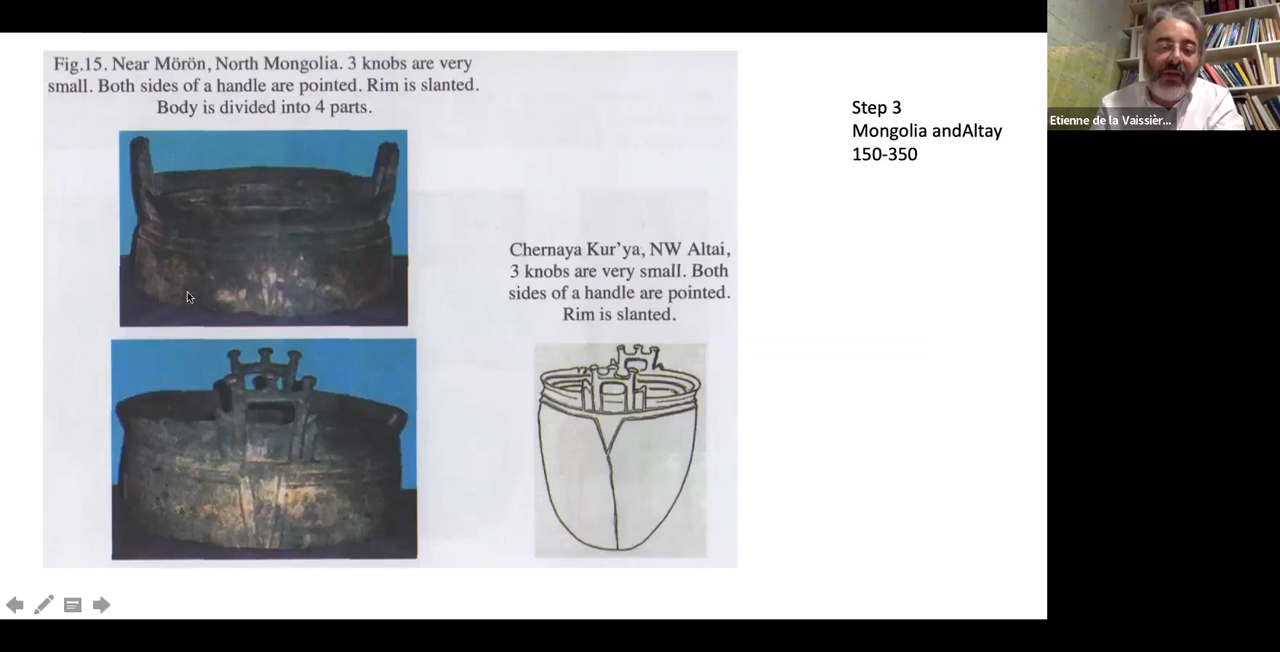 Fig.15. Near Mörön, North Mongolia. 3 knobs are very
small. Both sides of a handle are pointed. Rim is slanted.
Body is divided into 4 parts.
Step 3
Mongolia andAltay
150-350
Chernaya Kur’ya, NW Altai,
3 knobs are very small. Both
sides of a handle are pointed.
Rim is slanted.
Etienne de la Vaissièr...